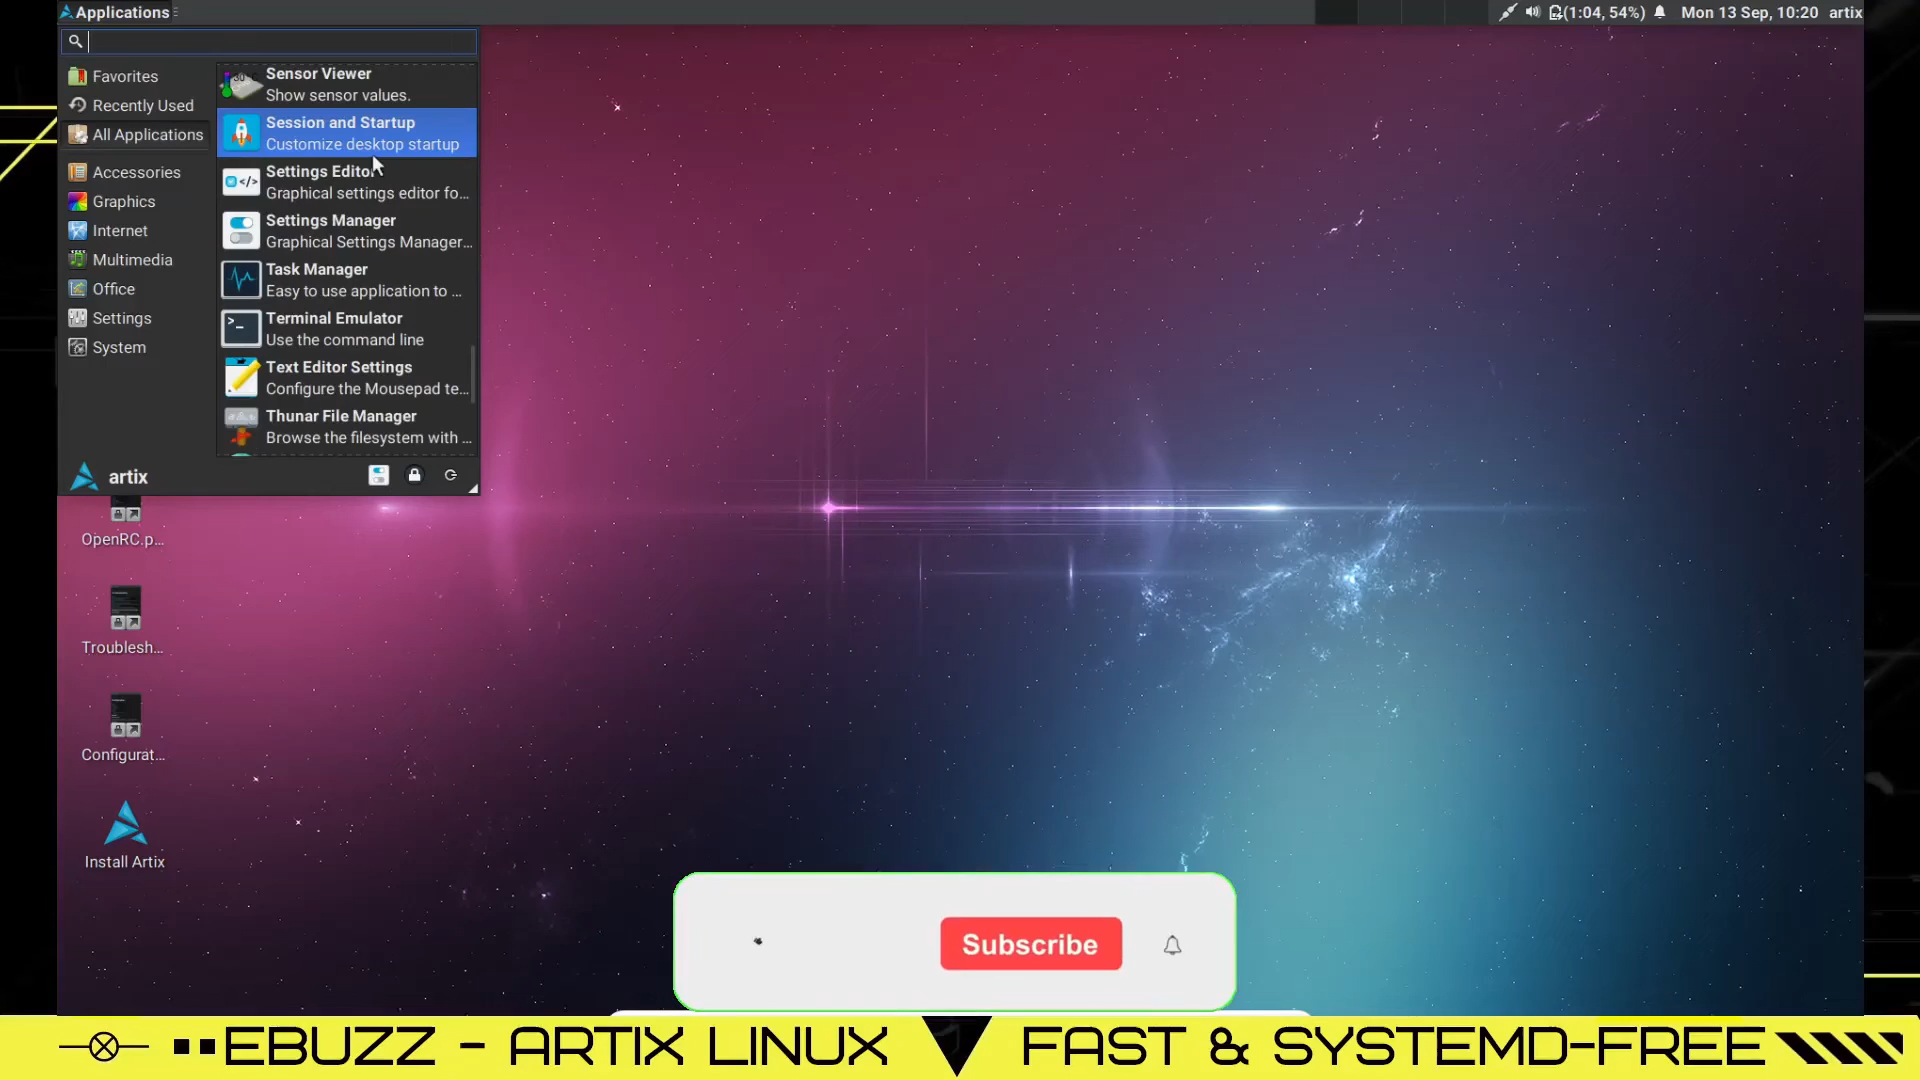 Applications
(1:04, 54%)
Mon 13 Sep, 10:20
artix
Favorites
Recently Used
All Applications
Accessories
Graphics
Internet
Multimedia
Office
Settings
System
Sensor Viewer
Show sensor values.
Session and Startup
Customize desktop startup
Settings Editor
Graphical settings editor fo...
Settings Manager
Graphical Settings Manager...
Task Manager
Easy to use application to ...
Terminal Emulator
Use the command line
Text Editor Settings
Configure the Mousepad te...
Thunar File Manager
Browse the filesystem with ...
artix
OpenRC.p...
Troublesh...
Configurat...
Install Artix
Subscribe
EBUZZ - ARTIX LINUX
FAST & SYSTEMD-FREE